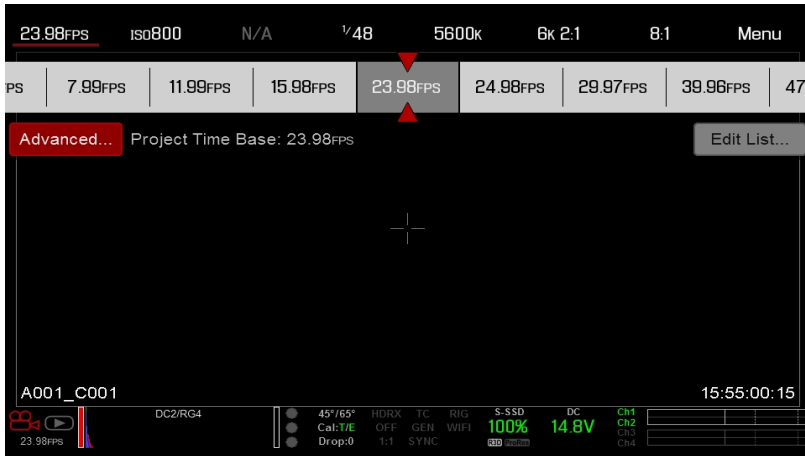 23.98FPS ISO800 N/A 1/48 5600K 6K 2:1 8:1 Menu
PS 7.99FPS 11.99FPS 15.98FPS 23.98FPS 24.98FPS 29.97FPS 39.96FPS 47
Advanced... Project Time Base: 23.98FPS Edit List...
A001_C001 15:55:00:15
DC2/RG4 45°/65° HDRX TC RIG S-SSD DC Ch1
Cal:T/E OFF GEN WIFI 100% 14.8V Ch2
23.98FPS Drop:0 1:1 SYNC R3D ProRes Ch3
Ch4